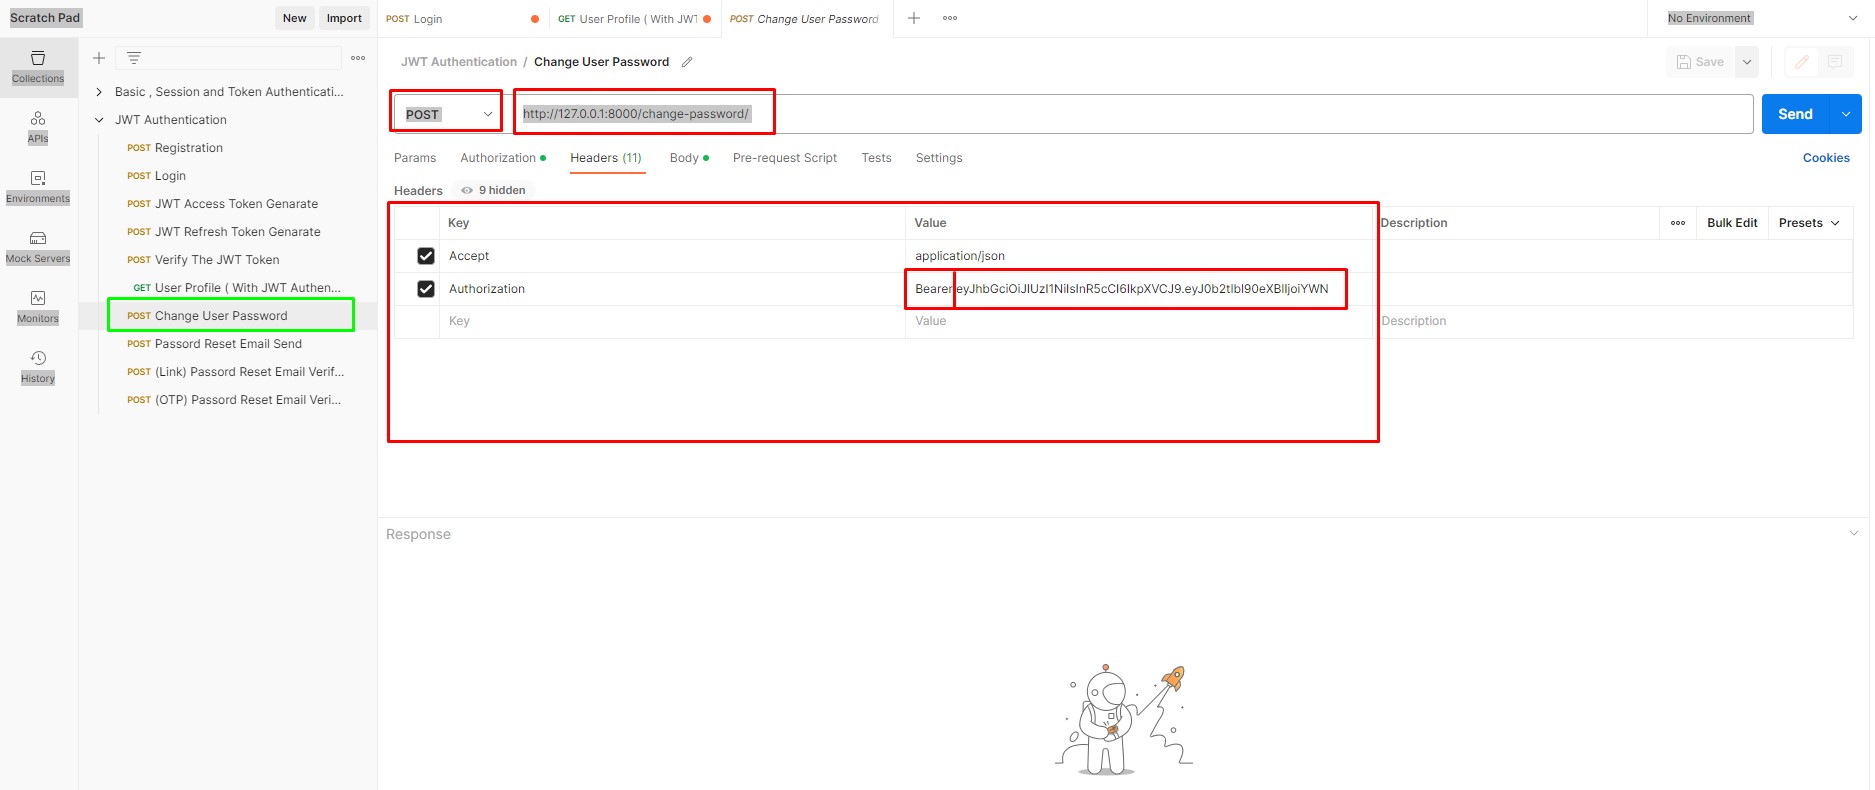 Scratch Pad
New
Import
POST Login
GET User Profile ( With JWT
POST Change User Password
No Environment
Collections
APIs
Environments
Mock Servers
Monitors
History
Basic , Session and Token Authenticati...
JWT Authentication
POST Registration
POST Login
POST JWT Access Token Genarate
POST JWT Refresh Token Genarate
POST Verify The JWT Token
GET User Profile ( With JWT Authen...
POST Change User Password
POST Passord Reset Email Send
POST (Link) Passord Reset Email Verif...
POST (OTP) Passord Reset Email Veri...
JWT Authentication / Change User Password
Save
POST
http://127.0.0.1:8000/change-password/
Send
Params
Authorization
Headers (11)
Body
Pre-request Script
Tests
Settings
Cookies
Headers
9 hidden
Key
Value
Description
Bulk Edit
Presets
Accept
application/json
Authorization
Bearer eyJhbGciOiJIUzI1NiIsInR5cCI6IkpXVCJ9.eyJ0b2tlbl90eXBlIjoiYWN
Key
Value
Description
Response